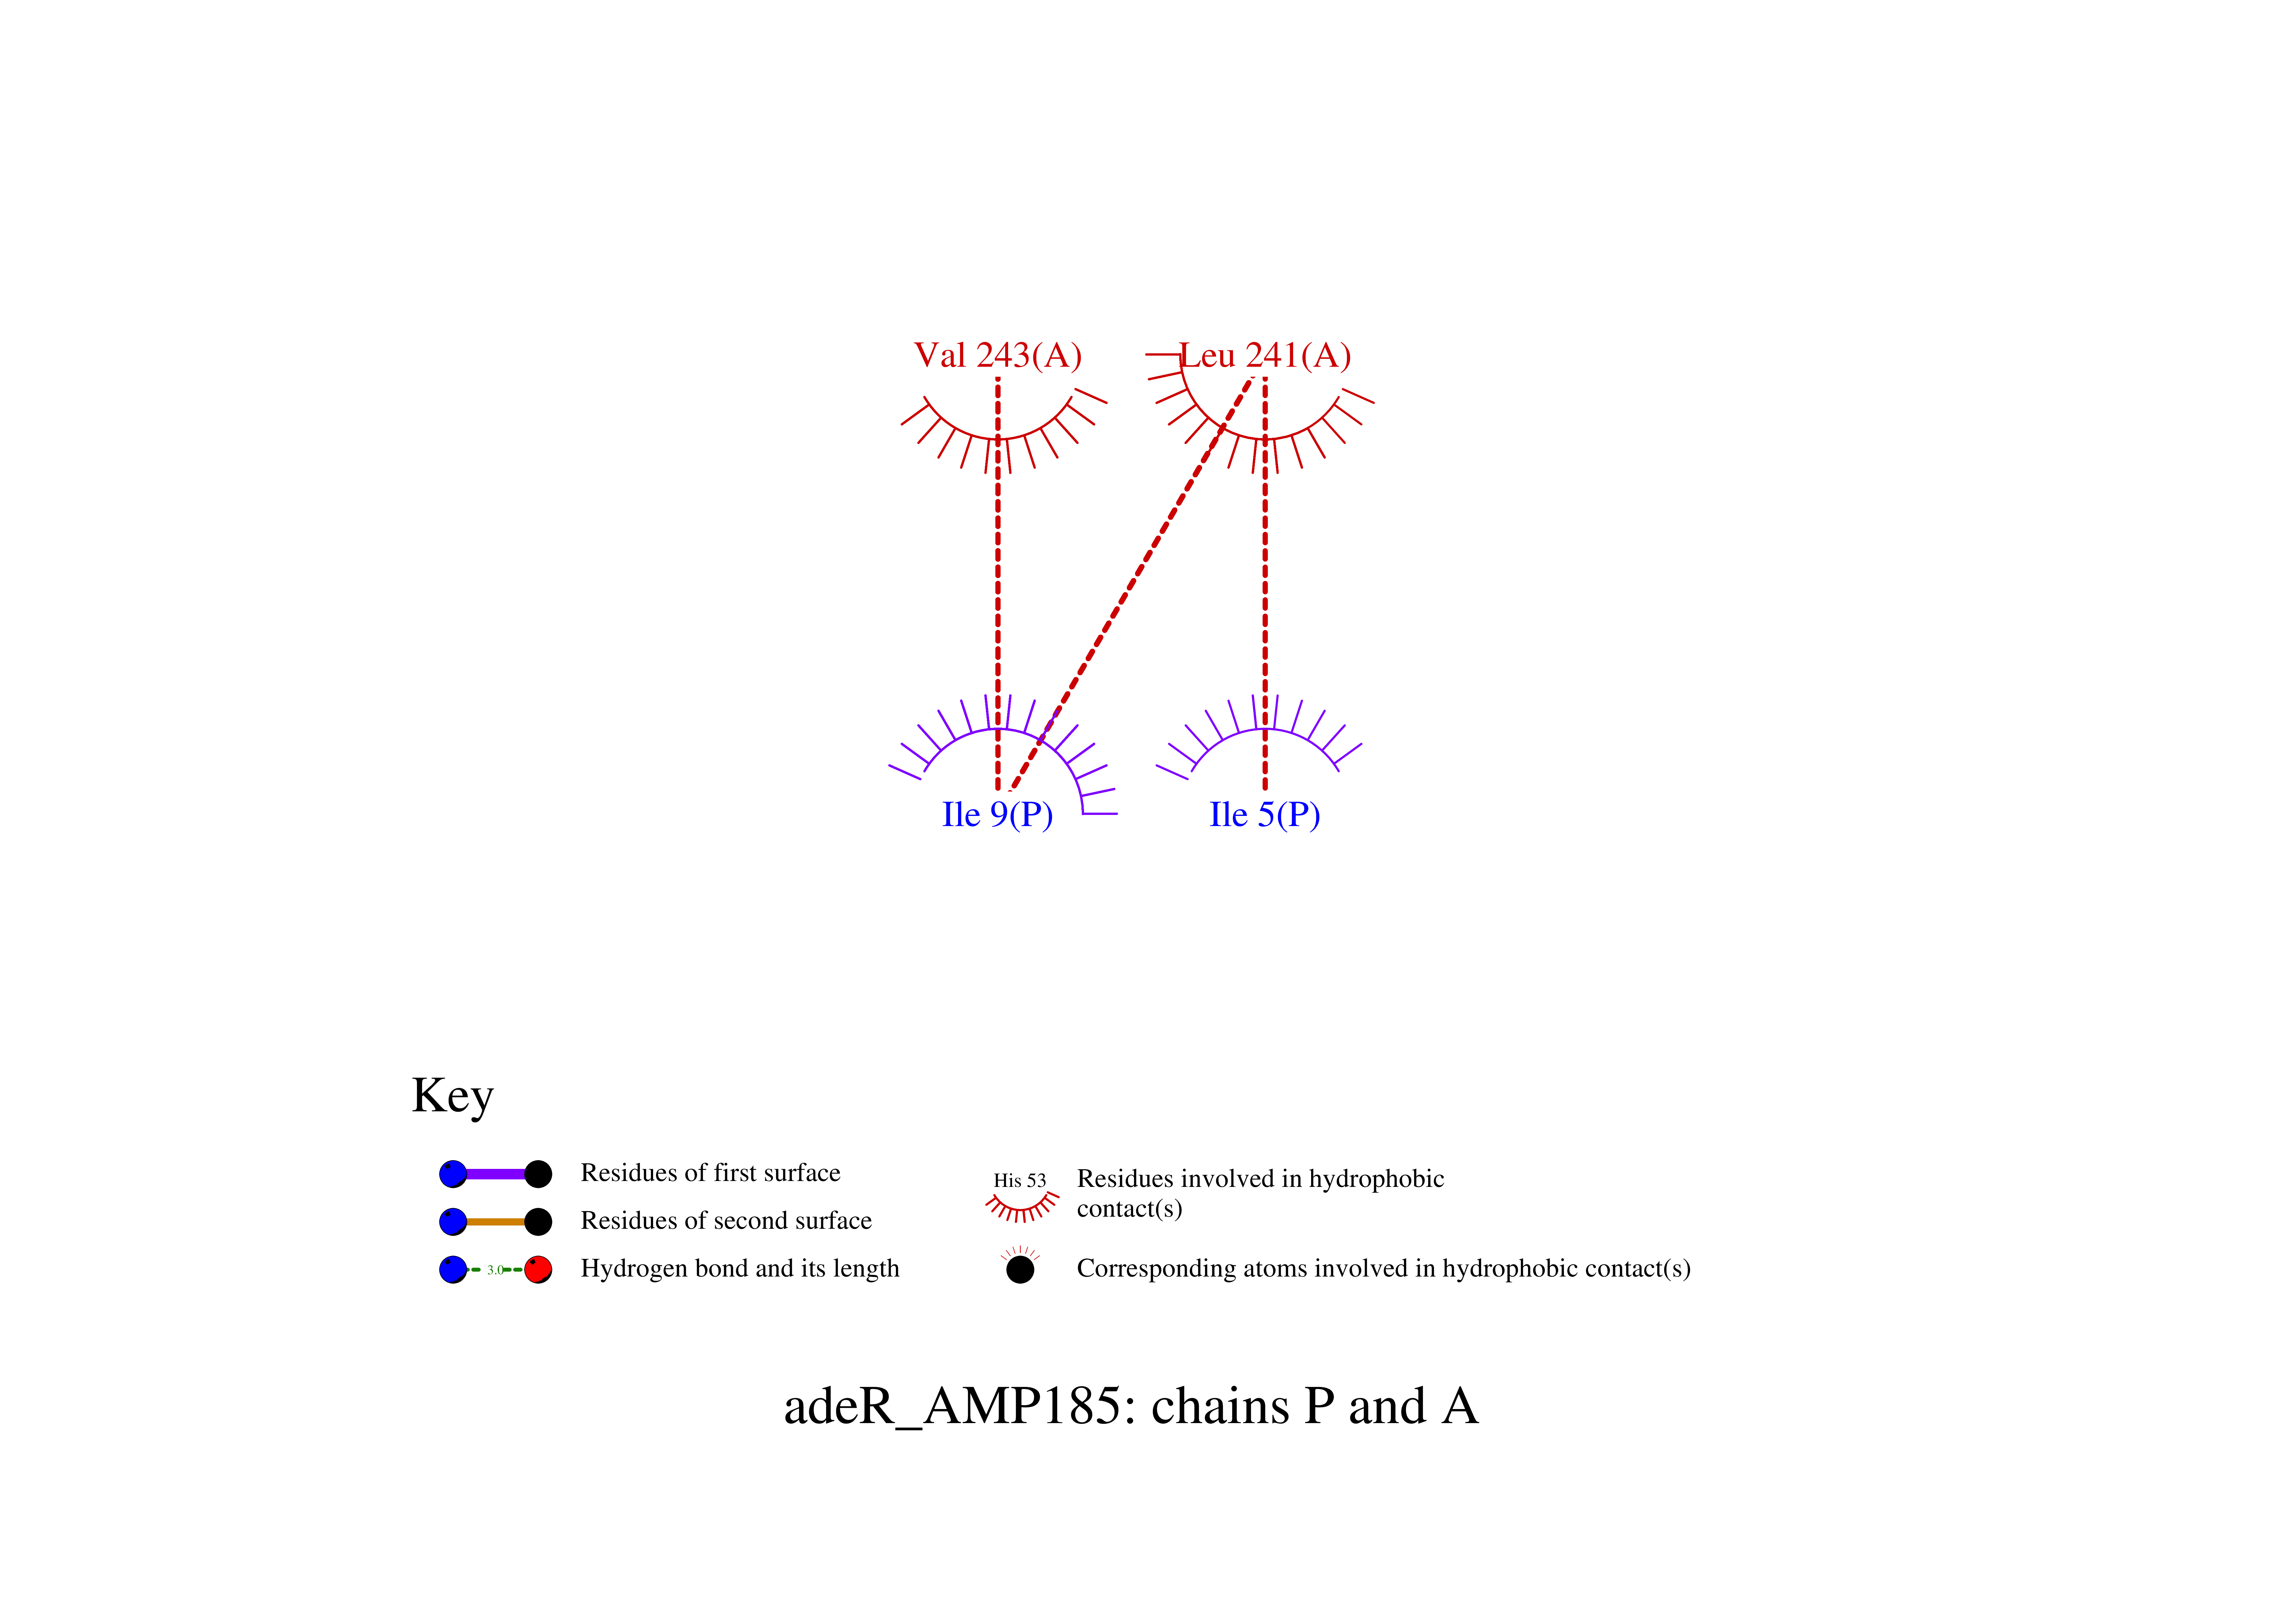 Val 243(A) Leu 241(A)
Ile 9(P) Ile 5(P)
Key
Residues of first surface
Residues of second surface
3.0 Hydrogen bond and its length
His 53 Residues involved in hydrophobic
contact(s)
Corresponding atoms involved in hydrophobic contact(s)
adeR_AMP185: chains P and A